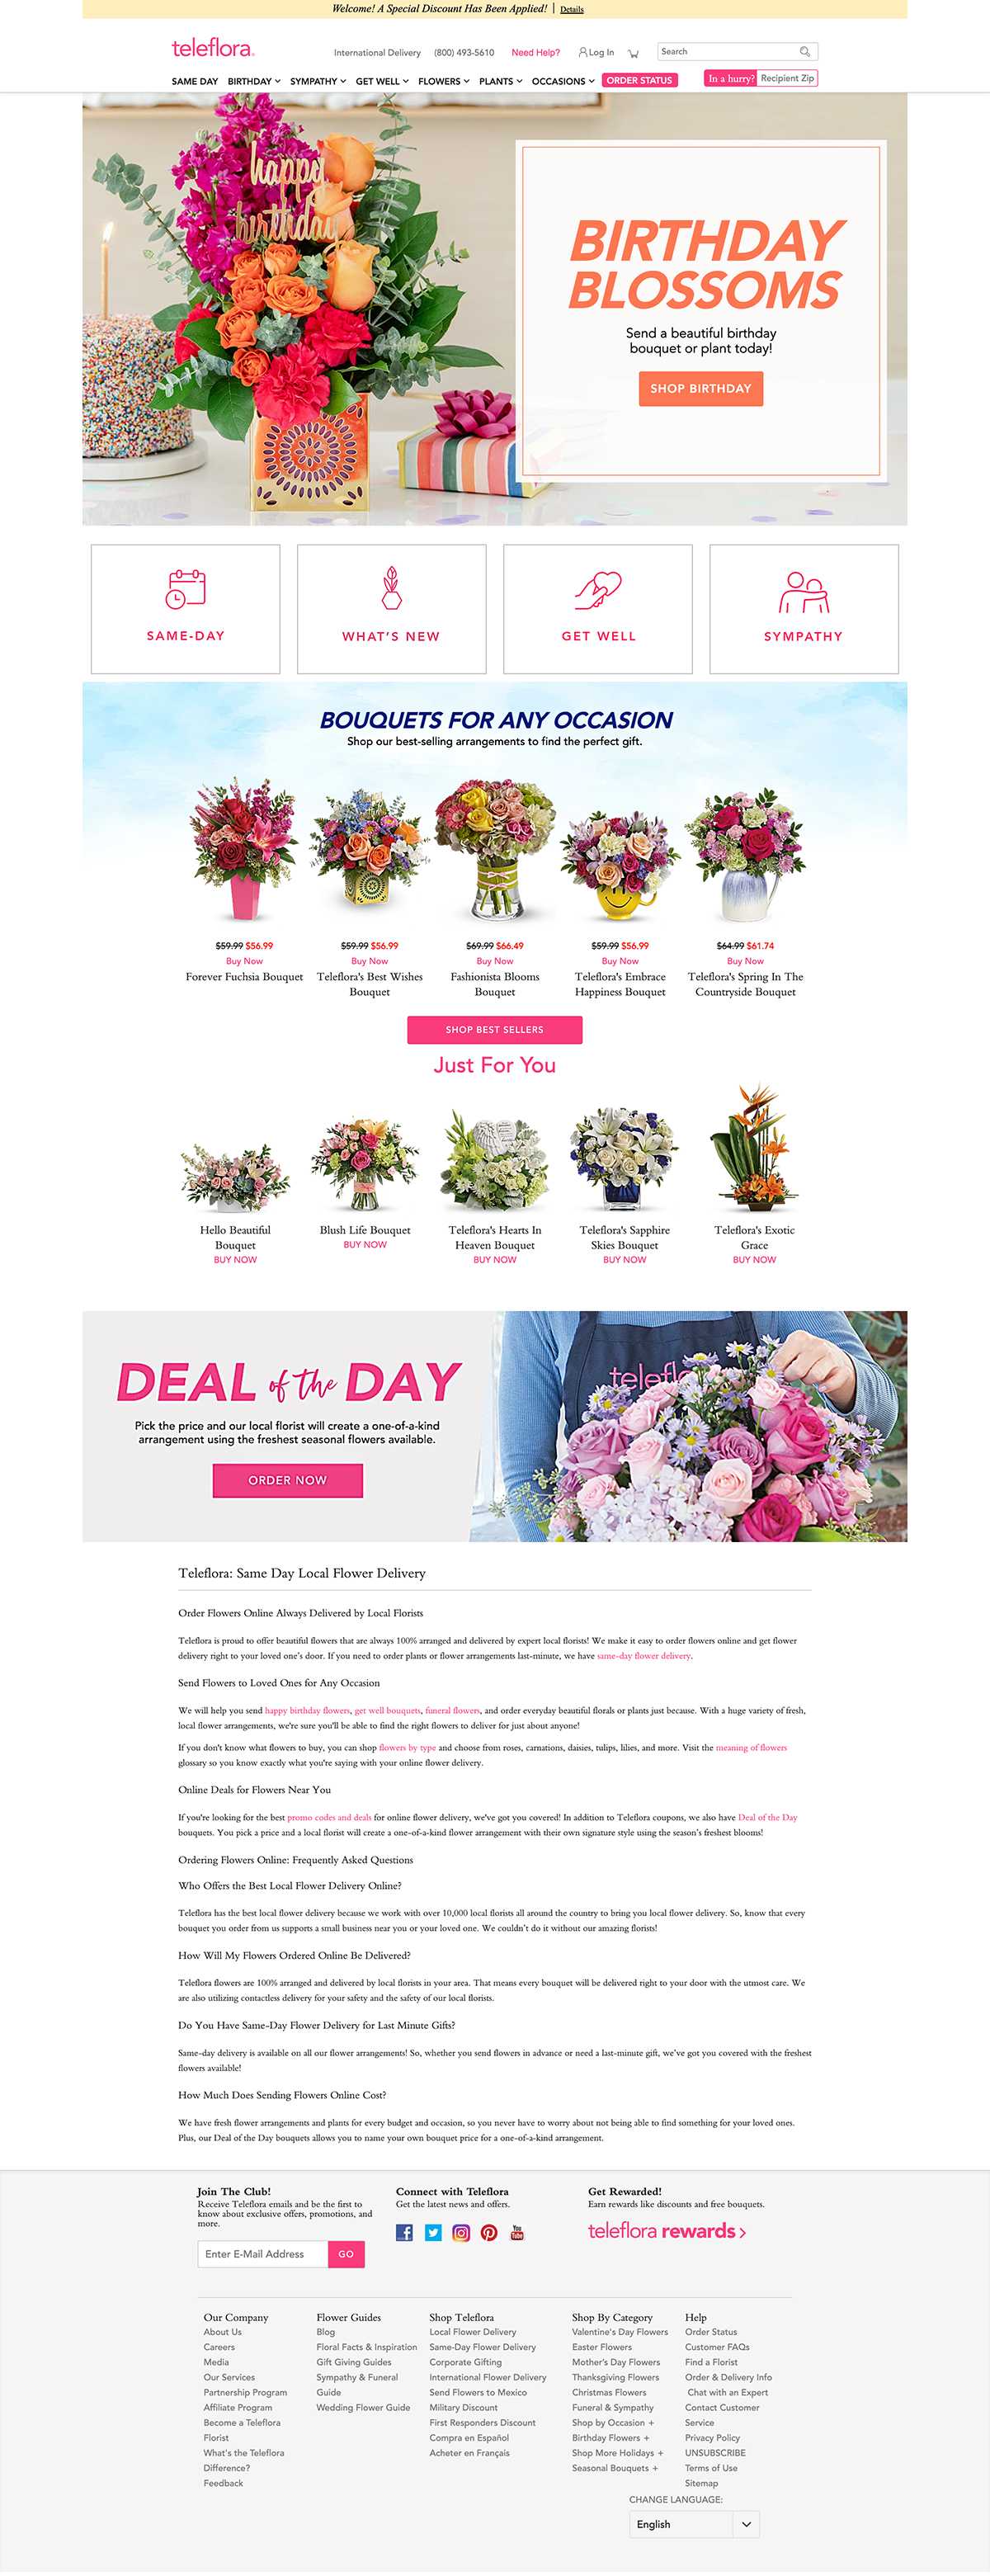 Welcome! A Special Discount Has Been Applied! | Details
teleflora.
International Delivery (800) 493-5610 Need Help? Log In
Search
SAME DAY BIRTHDAY SYMPATHY GET WELL FLOWERS PLANTS OCCASIONS ORDER STATUS
In a hurry? Recipient Zip
happy
birthday
BIRTHDAY
BLOSSOMS
Send a beautiful birthday
bouquet or plant today!
SHOP BIRTHDAY
SAME-DAY
WHAT'S NEW
GET WELL
SYMPATHY
BOUQUETS FOR ANY OCCASION
Shop our best-selling arrangements to find the perfect gift.
$59.99 $56.99
Buy Now
Forever Fuchsia Bouquet
$59.99 $56.99
Buy Now
Teleflora's Best Wishes
Bouquet
$69.99 $66.49
Buy Now
Fashionista Blooms
Bouquet
$59.99 $56.99
Buy Now
Teleflora's Embrace
Happiness Bouquet
$64.99 $61.74
Buy Now
Teleflora's Spring In The
Countryside Bouquet
SHOP BEST SELLERS
Just For You
Hello Beautiful
Bouquet
BUY NOW
Blush Life Bouquet
BUY NOW
Teleflora's Hearts In
Heaven Bouquet
BUY NOW
Teleflora's Sapphire
Skies Bouquet
BUY NOW
Teleflora's Exotic
Grace
BUY NOW
DEAL of the DAY
Pick the price and our local florist will create a one-of-a-kind
arrangement using the freshest seasonal flowers available.
ORDER NOW
teleflo
Teleflora: Same Day Local Flower Delivery
Order Flowers Online Always Delivered by Local Florists
Teleflora is proud to offer beautiful flowers that are always 100% arranged and delivered by expert local florists! We make it easy to order flowers online and get flower
delivery right to your loved one's door. If you need to order plants or flower arrangements last-minute, we have same-day flower delivery.
Send Flowers to Loved Ones for Any Occasion
We will help you send happy birthday flowers, get well bouquets, funeral flowers, and order everyday beautiful florals or plants just because. With a huge variety of fresh,
local flower arrangements, we're sure you'll be able to find the right flowers to deliver for just about anyone!
If you don't know what flowers to buy, you can shop flowers by type and choose from roses, carnations, daisies, tulips, lilies, and more. Visit the meaning of flowers
glossary so you know exactly what you're saying with your online flower delivery.
Online Deals for Flowers Near You
If you're looking for the best promo codes and deals for online flower delivery, we've got you covered! In addition to Teleflora coupons, we also have Deal of the Day
bouquets. You pick a price and a local florist will create a one-of-a-kind flower arrangement with their own signature style using the season's freshest blooms!
Ordering Flowers Online: Frequently Asked Questions
Who Offers the Best Local Flower Delivery Online?
Teleflora has the best local flower delivery because we work with over 10,000 local florists all around the country to bring you local flower delivery. So, know that every
bouquet you order from us supports a small business near you or your loved one. We couldn't do it without our amazing florists!
How Will My Flowers Ordered Online Be Delivered?
Teleflora flowers are 100% arranged and delivered by local florists in your area. That means every bouquet will be delivered right to your door with the utmost care. We
are also utilizing contactless delivery for your safety and the safety of our local florists.
Do You Have Same-Day Flower Delivery for Last Minute Gifts?
Same-day delivery is available on all our flower arrangements! So, whether you send flowers in advance or need a last-minute gift, we've got you covered with the freshest
flowers available!
How Much Does Sending Flowers Online Cost?
We have fresh flower arrangements and plants for every budget and occasion, so you never have to worry about not being able to find something for your loved ones.
Plus, our Deal of the Day bouquets allows you to name your own bouquet price for a one-of-a-kind arrangement.
Join The Club!
Receive Teleflora emails and be the first to
know about exclusive offers, promotions, and
more.
Enter E-Mail Address GO
Connect with Teleflora
Get the latest news and offers.
You
Tube
Get Rewarded!
Earn rewards like discounts and free bouquets.
teleflora rewards >
Our Company
About Us
Careers
Media
Our Services
Partnership Program
Affiliate Program
Become a Teleflora
Florist
What's the Teleflora
Difference?
Feedback
Flower Guides
Blog
Floral Facts & Inspiration
Gift Giving Guides
Sympathy & Funeral
Guide
Wedding Flower Guide
Shop Teleflora
Local Flower Delivery
Same-Day Flower Delivery
Corporate Gifting
International Flower Delivery
Send Flowers to Mexico
Military Discount
First Responders Discount
Compra en Español
Acheter en Français
Shop By Category
Valentine's Day Flowers
Easter Flowers
Mother's Day Flowers
Thanksgiving Flowers
Christmas Flowers
Funeral & Sympathy
Shop by Occasion +
Birthday Flowers +
Shop More Holidays +
Seasonal Bouquets +
Help
Order Status
Customer FAQs
Find a Florist
Order & Delivery Info
Chat with an Expert
Contact Customer
Service
Privacy Policy
UNSUBSCRIBE
Terms of Use
Sitemap
CHANGE LANGUAGE:
English